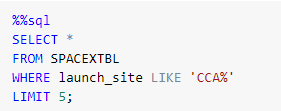 %%sql
SELECT *
FROM SPACEXTBL
WHERE launch_site LIKE 'CCA%'
LIMIT 5;